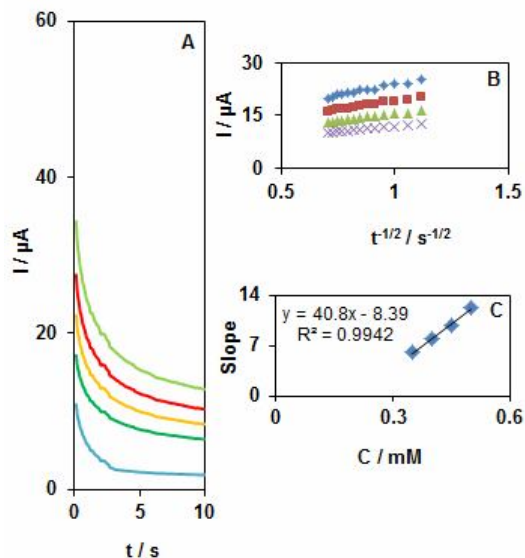 60
A
40
I / µA
20
0
0
5
10
t / s
30
B
I / µA
15
0
0.5
1
1.5
t-1/2 / s-1/2
14
C
y = 40.8x - 8.39
R² = 0.9942
Slope
7
0
0
0.3
0.6
C / mM